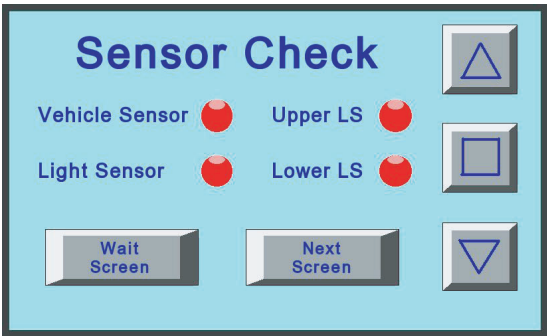 Sensor Check
Vehicle Sensor
Upper LS
Light Sensor
Lower LS
Wait
Screen
Next
Screen